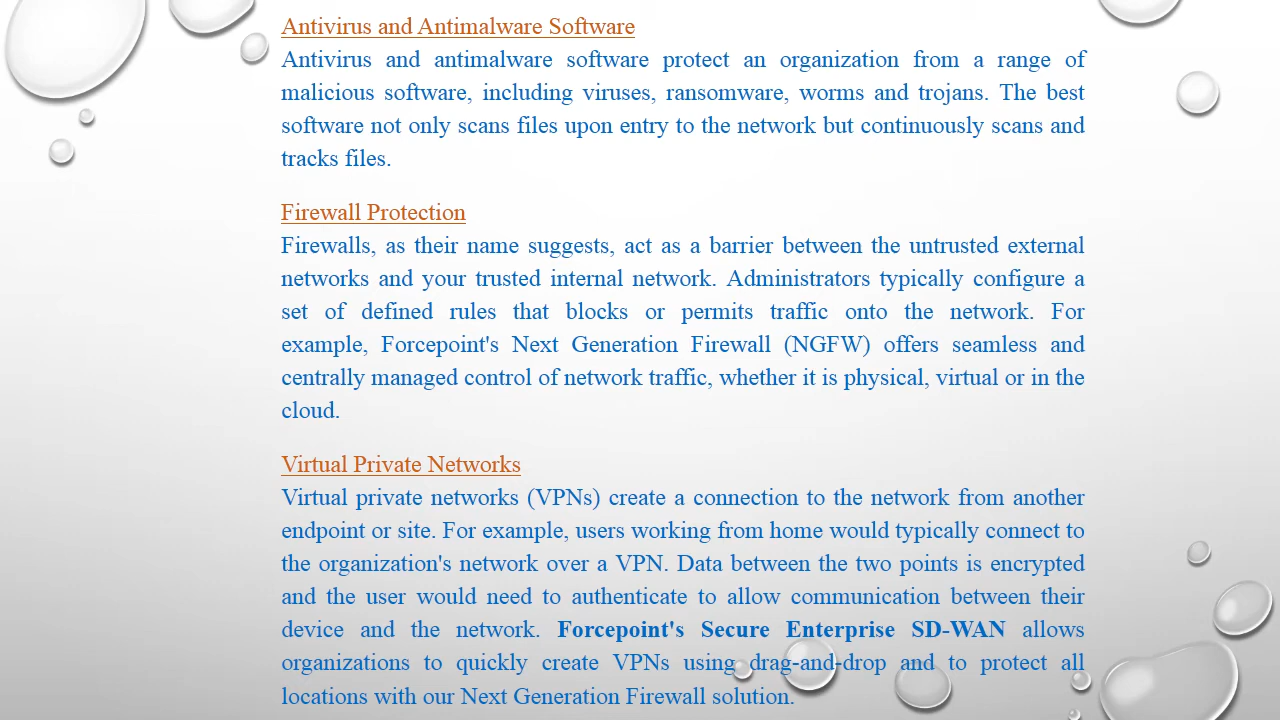 Antivirus and Antimalware Software
Antivirus and antimalware software protect an organization from a range of
malicious software, including viruses, ransomware, worms and trojans. The best
software not only scans files upon entry to the network but continuously scans and
tracks files.
Firewall Protection
Firewalls, as their name suggests, act as a barrier between the untrusted external
networks and your trusted internal network. Administrators typically configure a
set of defined rules that blocks or permits traffic onto the network. For
example, Forcepoint's Next Generation Firewall (NGFW) offers seamless and
centrally managed control of network traffic, whether it is physical, virtual or in the
cloud.
Virtual Private Networks
Virtual private networks (VPNs) create a connection to the network from another
endpoint or site. For example, users working from home would typically connect to
the organization's network over a VPN. Data between the two points is encrypted
and the user would need to authenticate to allow communication between their
device and the network. Forcepoint's Secure Enterprise SD-WAN allows
organizations to quickly create VPNs using drag-and-drop and to protect all
locations with our Next Generation Firewall solution.